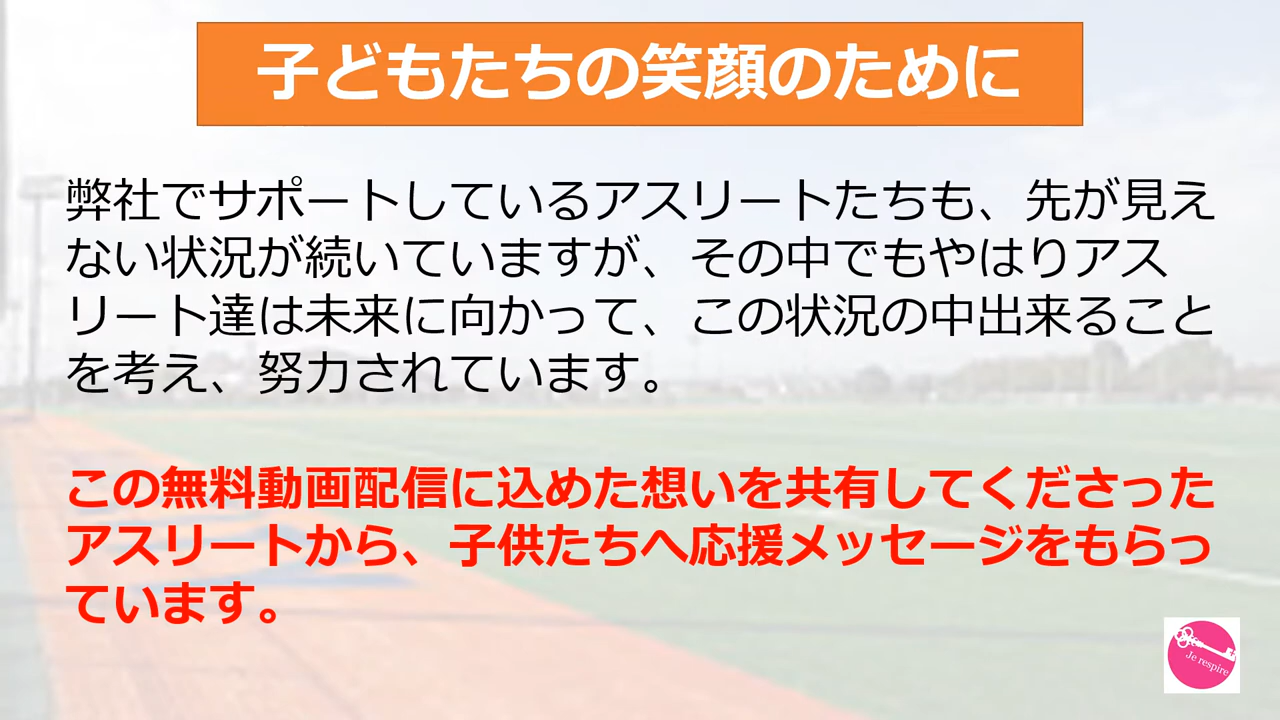 子どもたちの笑顔のために
弊社でサポートしているアスリートたちも、先が見え
ない状況が続いていますが、その中でもやはりアス
リート達は未来に向かって、この状況の中出来ること
を考え、努力されています。
この無料動画配信に込めた想いを共有してくださった
アスリートから、子供たちへ応援メッセージをもらっ
ています。
Je respire